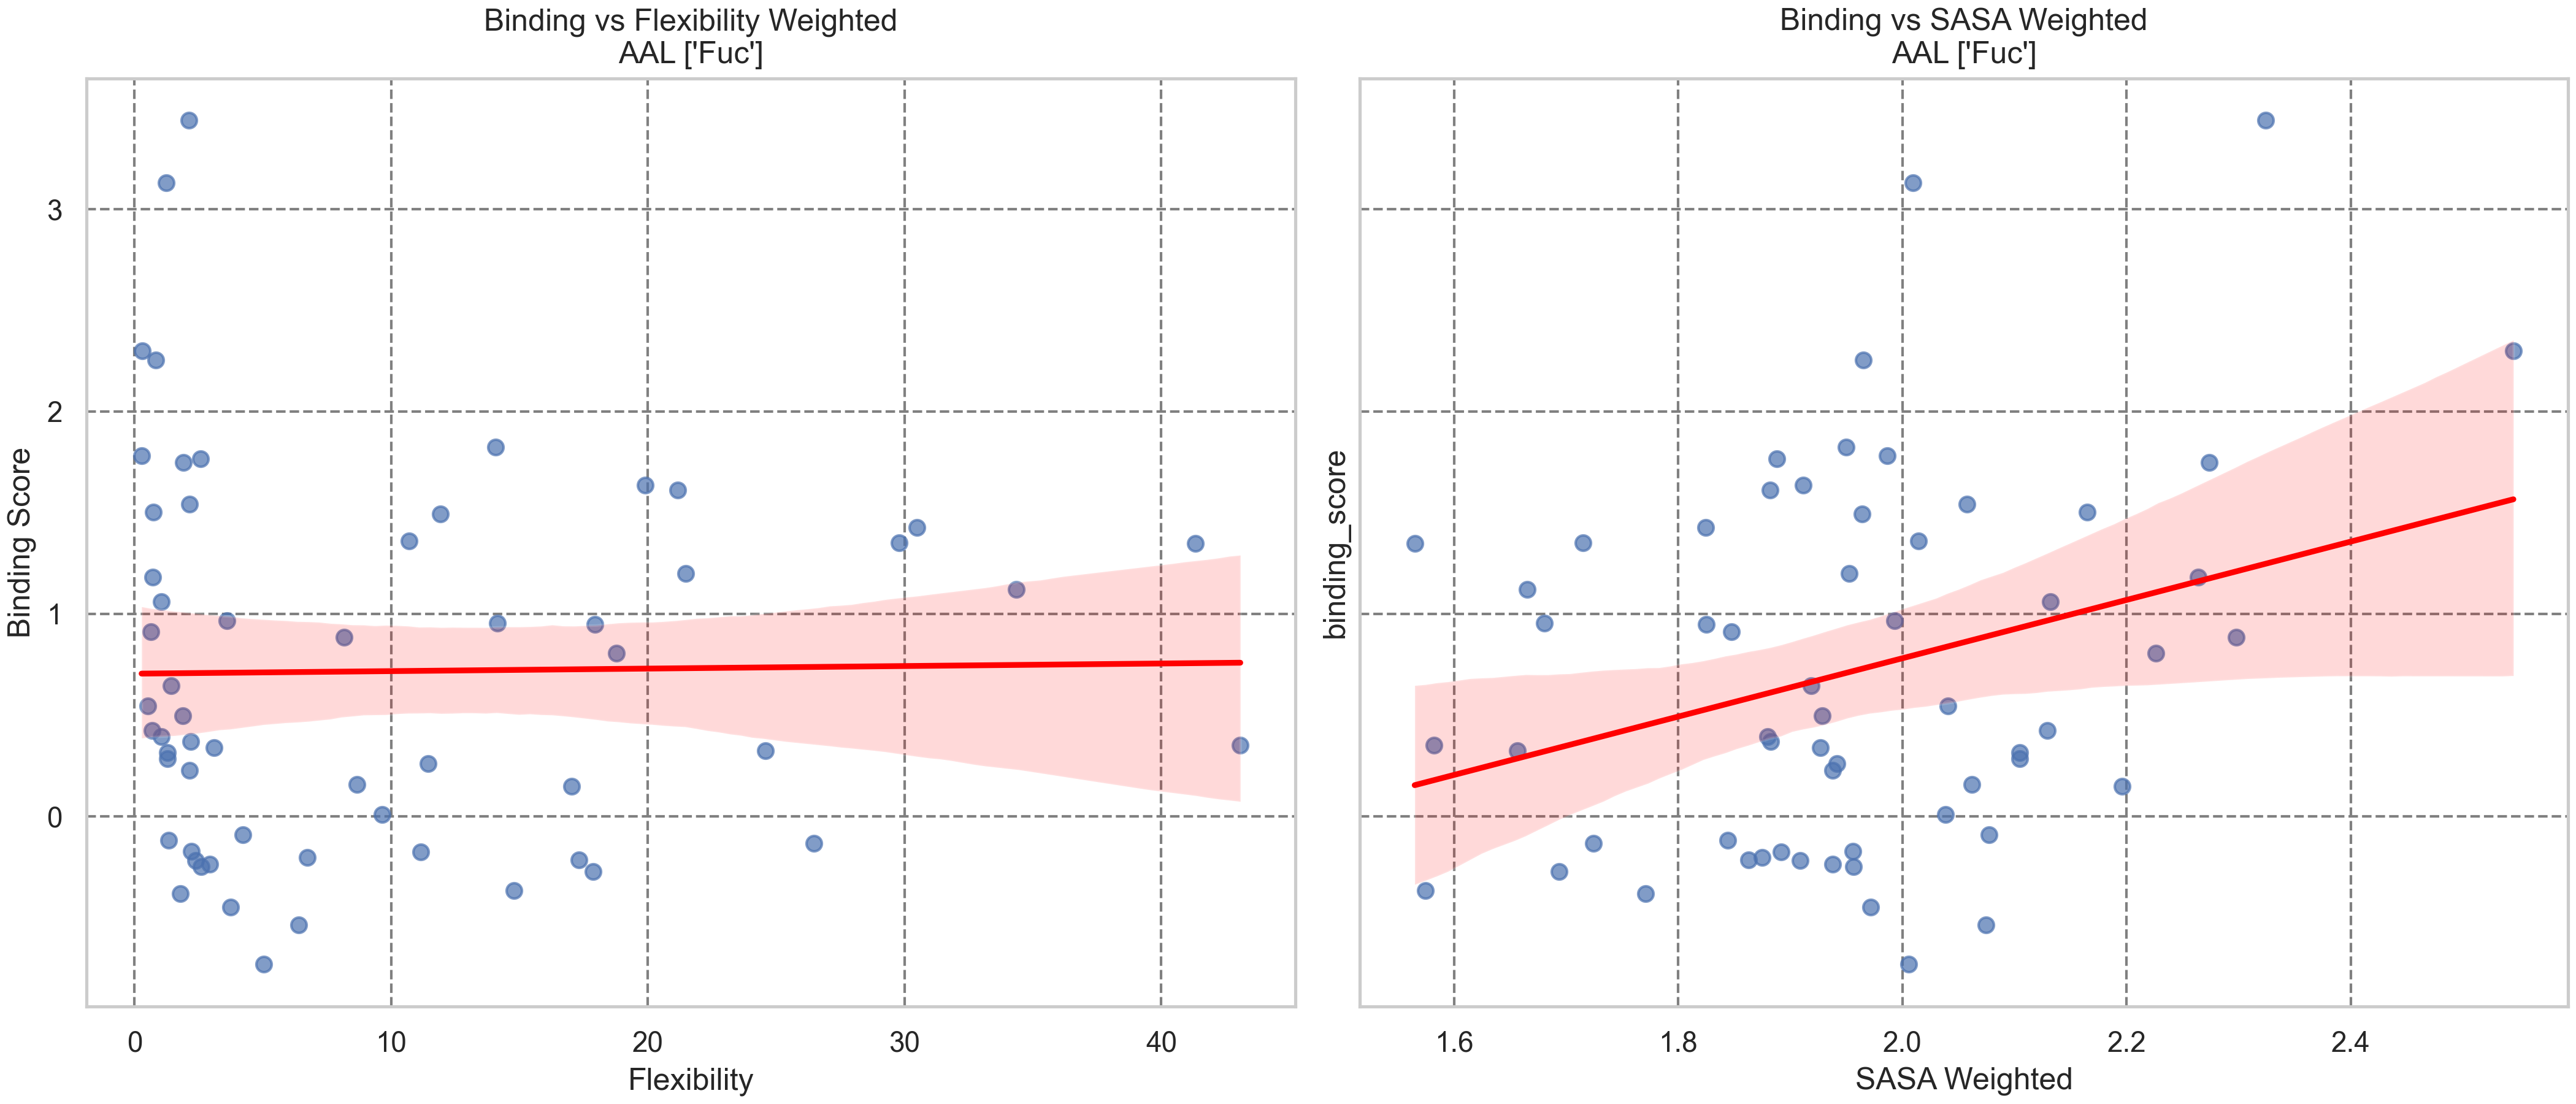 Binding vs Flexibility Weighted
AAL ['Fuc']
Binding Score
3
2
1
0
0 10 20 30 40
Flexibility
Binding vs SASA Weighted
AAL ['Fuc']
binding_score
1.6 1.8 2.0 2.2 2.4
SASA Weighted